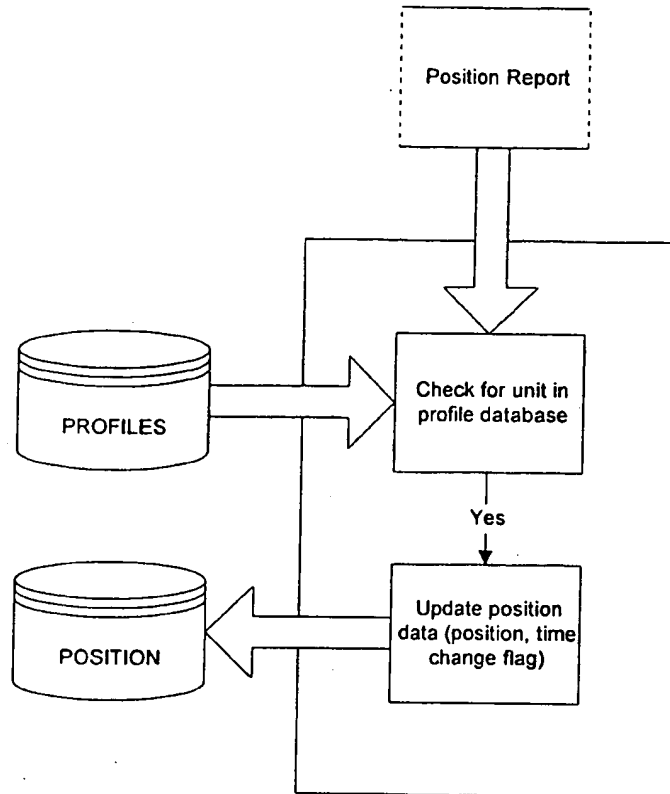 Position Report
PROFILES
Check for unit in
profile database
Yes
POSITION
Update position
data (position, time
change flag)